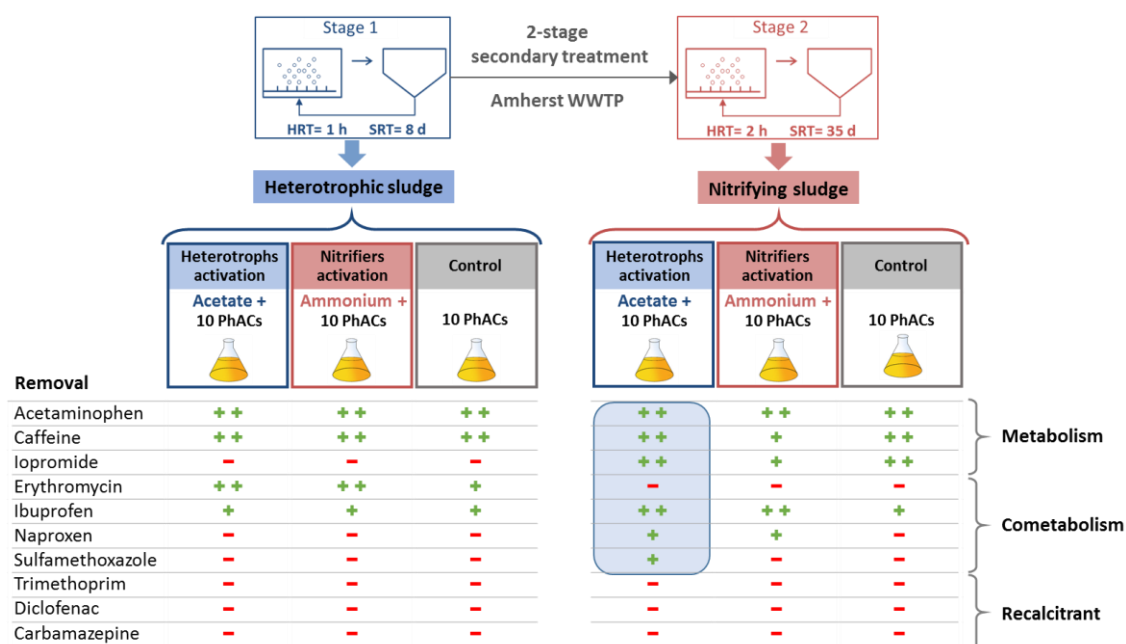 Stage 1
HRT= 1 h SRT= 8 d
2-stage
secondary treatment
Amherst WWTP
Stage 2
HRT= 2 h SRT= 35 d
Heterotrophic sludge
Nitrifying sludge
Heterotrophs
activation
Nitrifiers
activation
Control
Acetate +
10 PhACs
Ammonium +
10 PhACs
10 PhACs
Heterotrophs
activation
Nitrifiers
activation
Control
Acetate +
10 PhACs
Ammonium +
10 PhACs
10 PhACs
Removal
Acetaminophen ++ ++ ++ ++ ++ ++
Caffeine ++ ++ ++ ++ + ++
Iopromide − − − ++ + ++
Erythromycin ++ ++ + − − −
Ibuprofen + + + ++ ++ +
Naproxen − − − + + −
Sulfamethoxazole − − − + − −
Trimethoprim − − − − − −
Diclofenac − − − − − −
Carbamazepine − − − − − −
Metabolism
Cometabolism
Recalcitrant